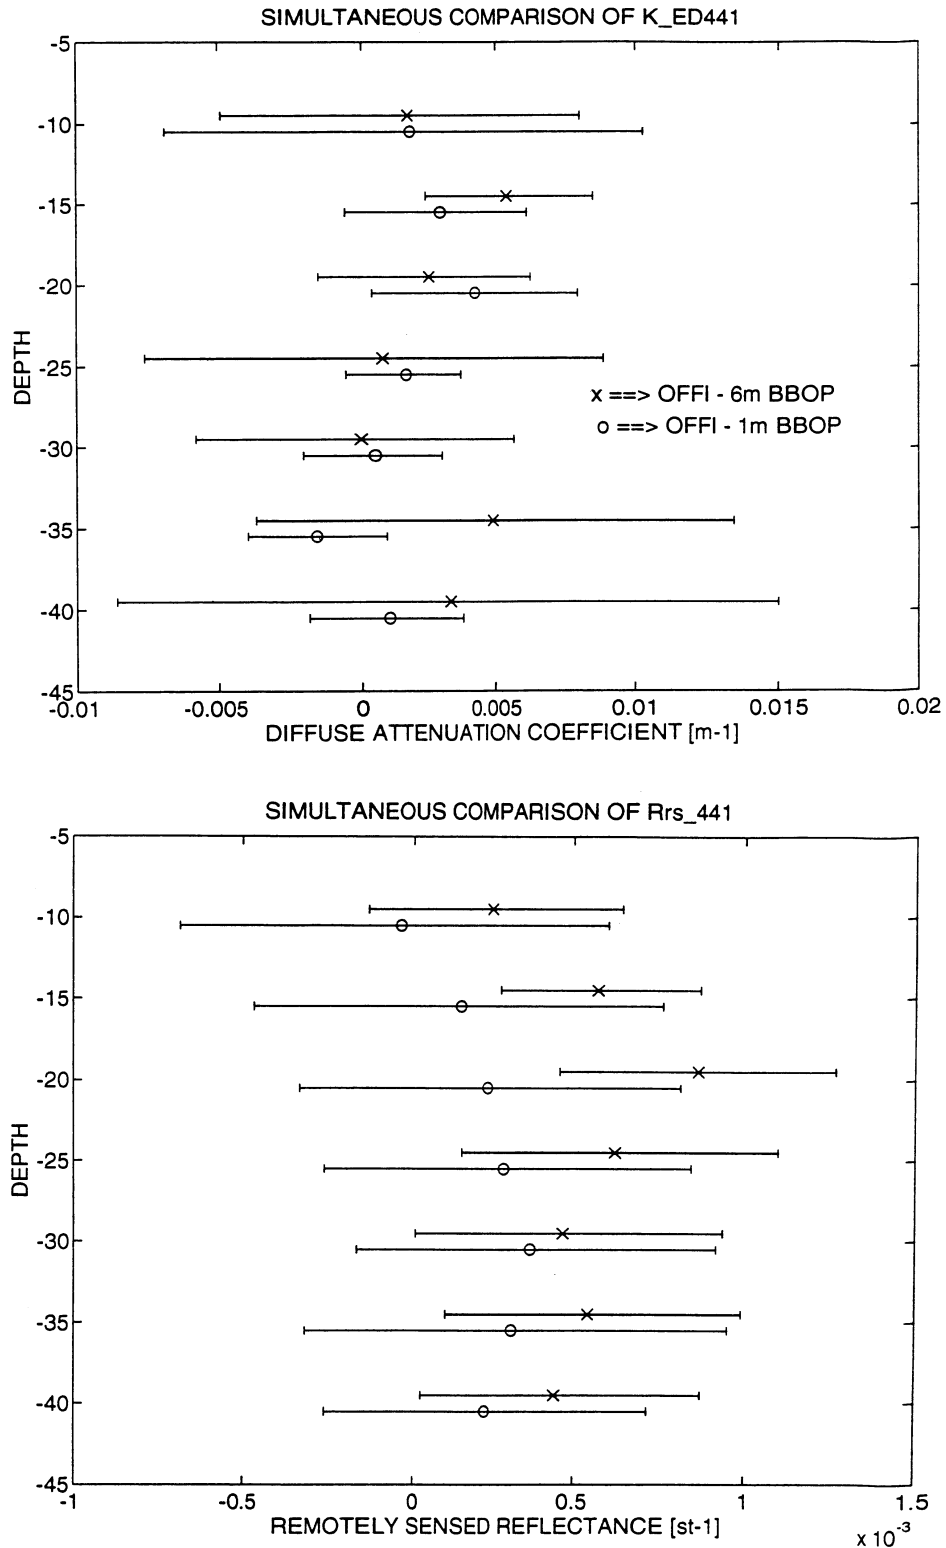 SIMULTANEOUS COMPARISON OF K_ED441
-5
-10
-15
-20
-25
-30
-35
-40
-45
DEPTH
x ==> OFFI - 6m BBOP
o ==> OFFI - 1m BBOP
-0.01 -0.005 0 0.005 0.01 0.015 0.02
DIFFUSE ATTENUATION COEFFICIENT [m-1]
SIMULTANEOUS COMPARISON OF Rrs_441
-5
-10
-15
-20
-25
-30
-35
-40
-45
DEPTH
-1 -0.5 0 0.5 1 1.5
REMOTELY SENSED REFLECTANCE [st-1]
x 10-3